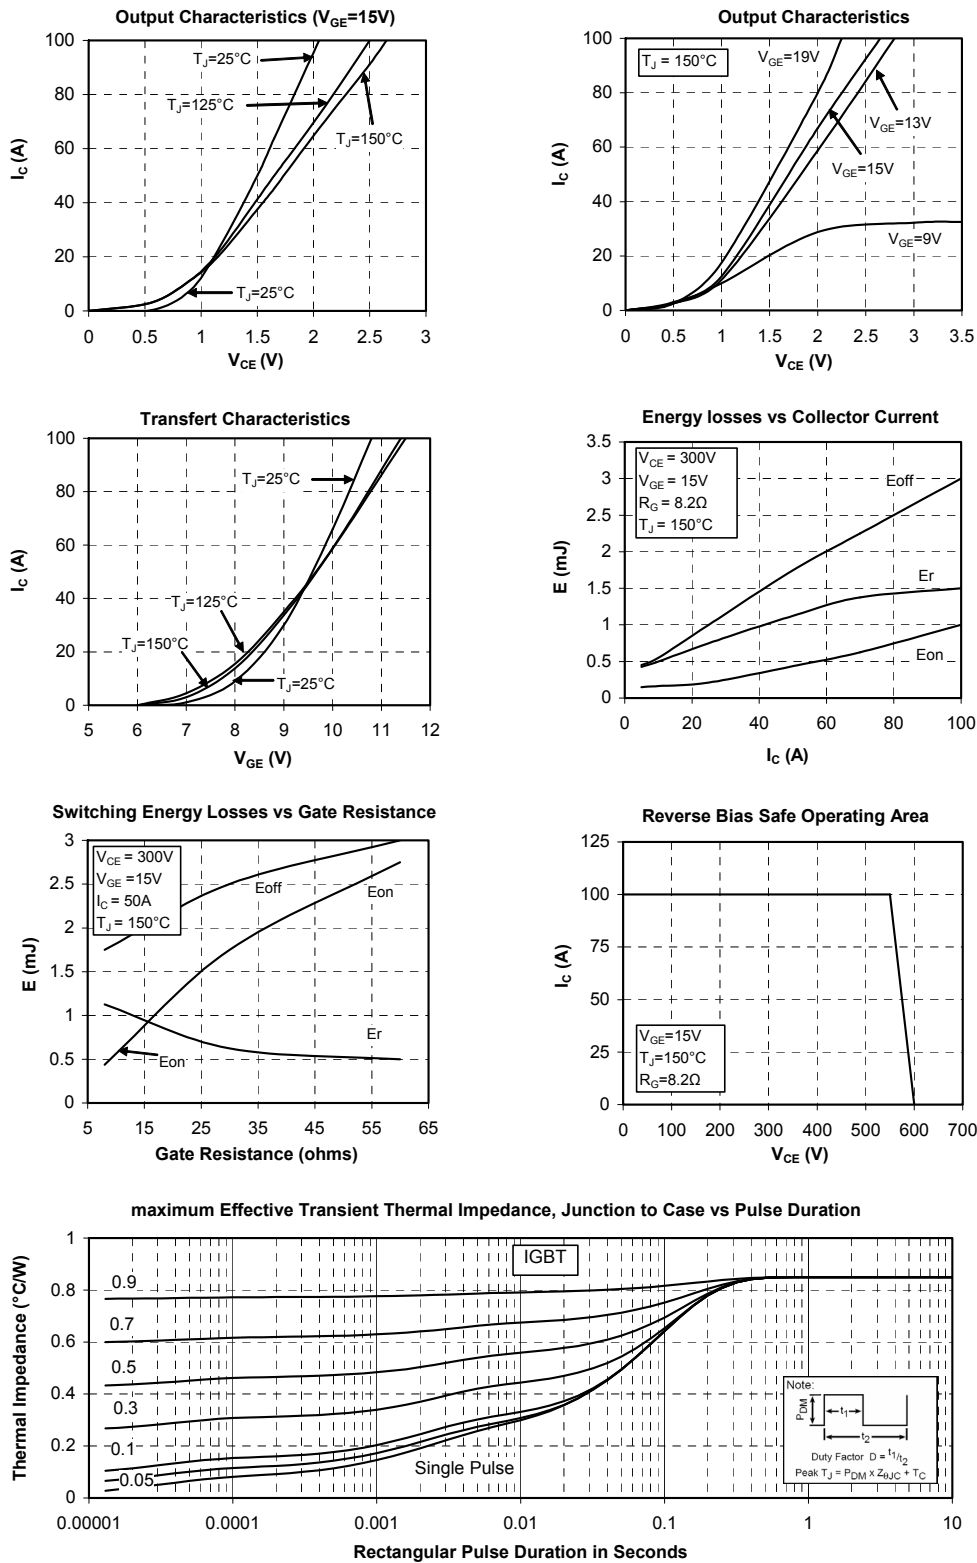 Output Characteristics (VGE=15V)
TJ=25°C
TJ=125°C
TJ=150°C
TJ=25°C
0
20
40
60
80
100
0 0.5 1 1.5 2 2.5 3
VCE (V)
IC (A)
Output Characteristics
TJ = 150°C
VGE=19V
VGE=13V
VGE=15V
VGE=9V
0
20
40
60
80
100
0 0.5 1 1.5 2 2.5 3 3.5
VCE (V)
IC (A)
Transfert Characteristics
TJ=25°C
TJ=125°C
TJ=150°C
TJ=25°C
0
20
40
60
80
100
5 6 7 8 9 10 11 12
VGE (V)
IC (A)
Energy losses vs Collector Current
VCE = 300V
VGE = 15V
RG = 8.2Ω
TJ = 150°C
Eoff
Er
Eon
0
0.5
1
1.5
2
2.5
3
3.5
0 20 40 60 80 100
IC (A)
E (mJ)
Switching Energy Losses vs Gate Resistance
VCE = 300V
VGE =15V
IC = 50A
TJ = 150°C
Eoff
Eon
Er
Eon
0
0.5
1
1.5
2
2.5
3
5 15 25 35 45 55 65
Gate Resistance (ohms)
E (mJ)
Reverse Bias Safe Operating Area
VGE=15V
TJ=150°C
RG=8.2Ω
0
25
50
75
100
125
0 100 200 300 400 500 600 700
VCE (V)
IC (A)
maximum Effective Transient Thermal Impedance, Junction to Case vs Pulse Duration
IGBT
0.9
0.7
0.5
0.3
0.1
0.05
Single Pulse
0
0.2
0.4
0.6
0.8
1
0.00001 0.0001 0.001 0.01 0.1 1 10
Rectangular Pulse Duration in Seconds
Thermal Impedance (°C/W)
Note:
PDM
t1
t2
Duty Factor D = t1/t2
Peak TJ = PDM x ZθJC + TC